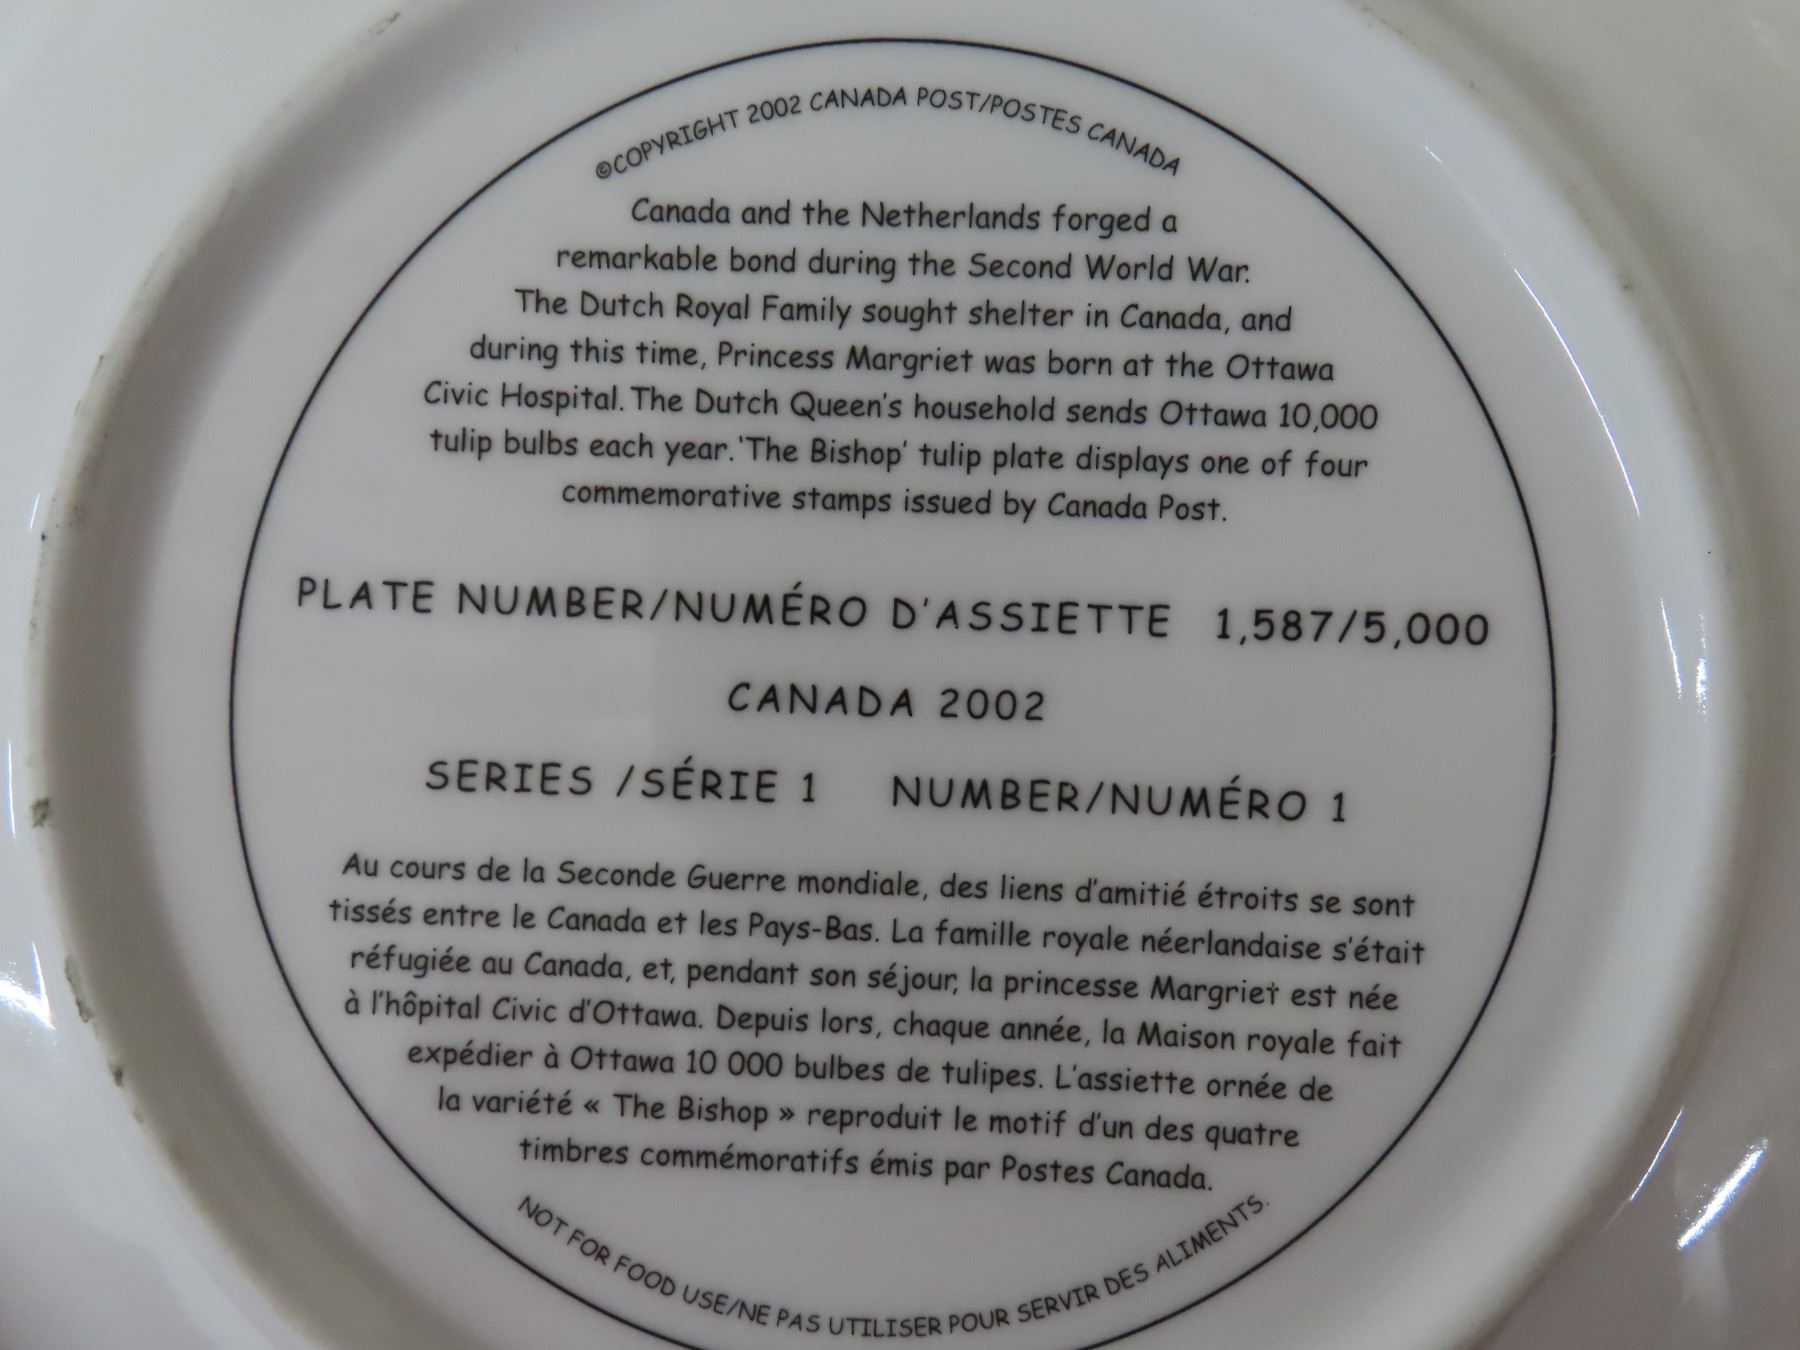 ©COPYRIGHT 2002 CANADA POST/POSTES CANADA
Canada and the Netherlands forged a
remarkable bond during the Second World War.
The Dutch Royal Family sought shelter in Canada, and
during this time, Princess Margriet was born at the Ottawa
Civic Hospital. The Dutch Queen's household sends Ottawa 10,000
tulip bulbs each year. 'The Bishop' tulip plate displays one of four
commemorative stamps issued by Canada Post.
PLATE NUMBER/NUMÉRO D'ASSIETTE 1,587/5,000
CANADA 2002
SERIES /SÉRIE 1 NUMBER/NUMÉRO 1
Au cours de la Seconde Guerre mondiale, des liens d'amitié étroits se sont
tissés entre le Canada et les Pays-Bas. La famille royale néerlandaise s'était
réfugiée au Canada, et, pendant son séjour, la princesse Margriet est née
à l'hôpital Civic d'Ottawa. Depuis lors, chaque année, la Maison royale fait
expédier à Ottawa 10 000 bulbes de tulipes. L'assiette ornée de
la variété « The Bishop » reproduit le motif d'un des quatre
timbres commémoratifs émis par Postes Canada.
NOT FOR FOOD USE/NE PAS UTILISER POUR SERVIR DES ALIMENTS.